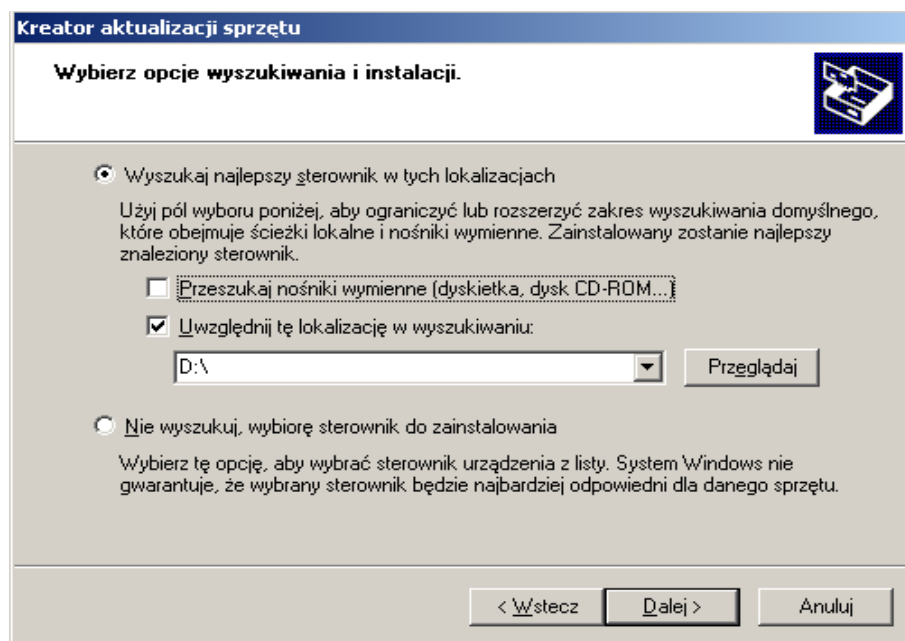 Kreator aktualizacji sprzętu
Wybierz opcje wyszukiwania i instalacji.
Wyszukaj najlepszy sterownik w tych lokalizacjach
Użyj pól wyboru poniżej, aby ograniczyć lub rozszerzyć zakres wyszukiwania domyślnego,
które obejmuje ścieżki lokalne i nośniki wymienne. Zainstalowany zostanie najlepszy
znaleziony sterownik.
Przeszukaj nośniki wymienne (dyskietka, dysk CD-ROM...)
Uwzględnij tę lokalizację w wyszukiwaniu:
D:\
Przeglądaj
Nie wyszukuj, wybiorę sterownik do zainstalowania
Wybierz tę opcję, aby wybrać sterownik urządzenia z listy. System Windows nie
gwarantuje, że wybrany sterownik będzie najbardziej odpowiedni dla danego sprzętu.
< Wstecz
Dalej >
Anuluj